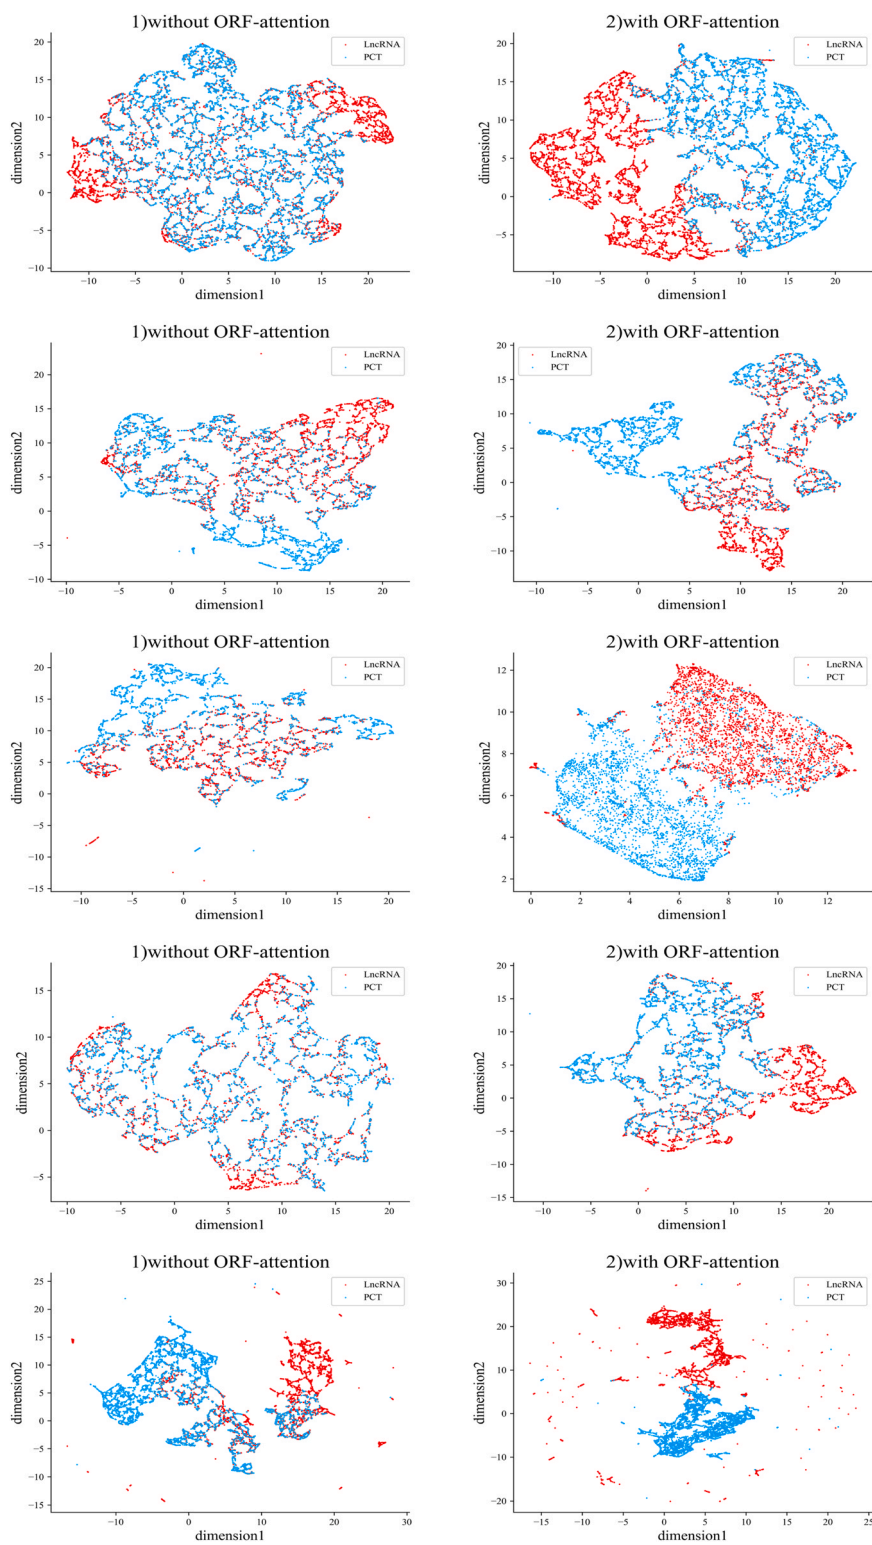 1)without ORF-attention
LncRNA
PCT
dimension2
20
15
10
5
0
−5
−10
−10 −5 0 5 10 15 20
dimension1
2)with ORF-attention
LncRNA
PCT
dimension2
20
15
10
5
0
−5
−10 −5 0 5 10 15 20
dimension1
1)without ORF-attention
LncRNA
PCT
dimension2
20
15
10
5
0
−5
−10
−10 −5 0 5 10 15 20
dimension1
2)with ORF-attention
LncRNA
PCT
dimension2
20
15
10
5
0
−5
−10
−10 −5 0 5 10 15 20
dimension1
1)without ORF-attention
LncRNA
PCT
dimension2
20
15
10
5
0
−5
−10
−15
−10 −5 0 5 10 15 20
dimension1
2)with ORF-attention
LncRNA
PCT
dimension2
12
10
8
6
4
2
0 2 4 6 8 10 12
dimension1
1)without ORF-attention
LncRNA
PCT
dimension2
15
10
5
0
−5
−10 −5 0 5 10 15 20
dimension1
2)with ORF-attention
LncRNA
PCT
dimension2
20
15
10
5
0
−5
−10
−15
−10 −5 0 5 10 15 20
dimension1
1)without ORF-attention
LncRNA
PCT
dimension2
25
20
15
10
5
0
−5
−10
−15
−10 0 10 20 30
dimension1
2)with ORF-attention
LncRNA
PCT
dimension2
30
20
10
0
−10
−20
−15 −10 −5 0 5 10 15 20 25
dimension1